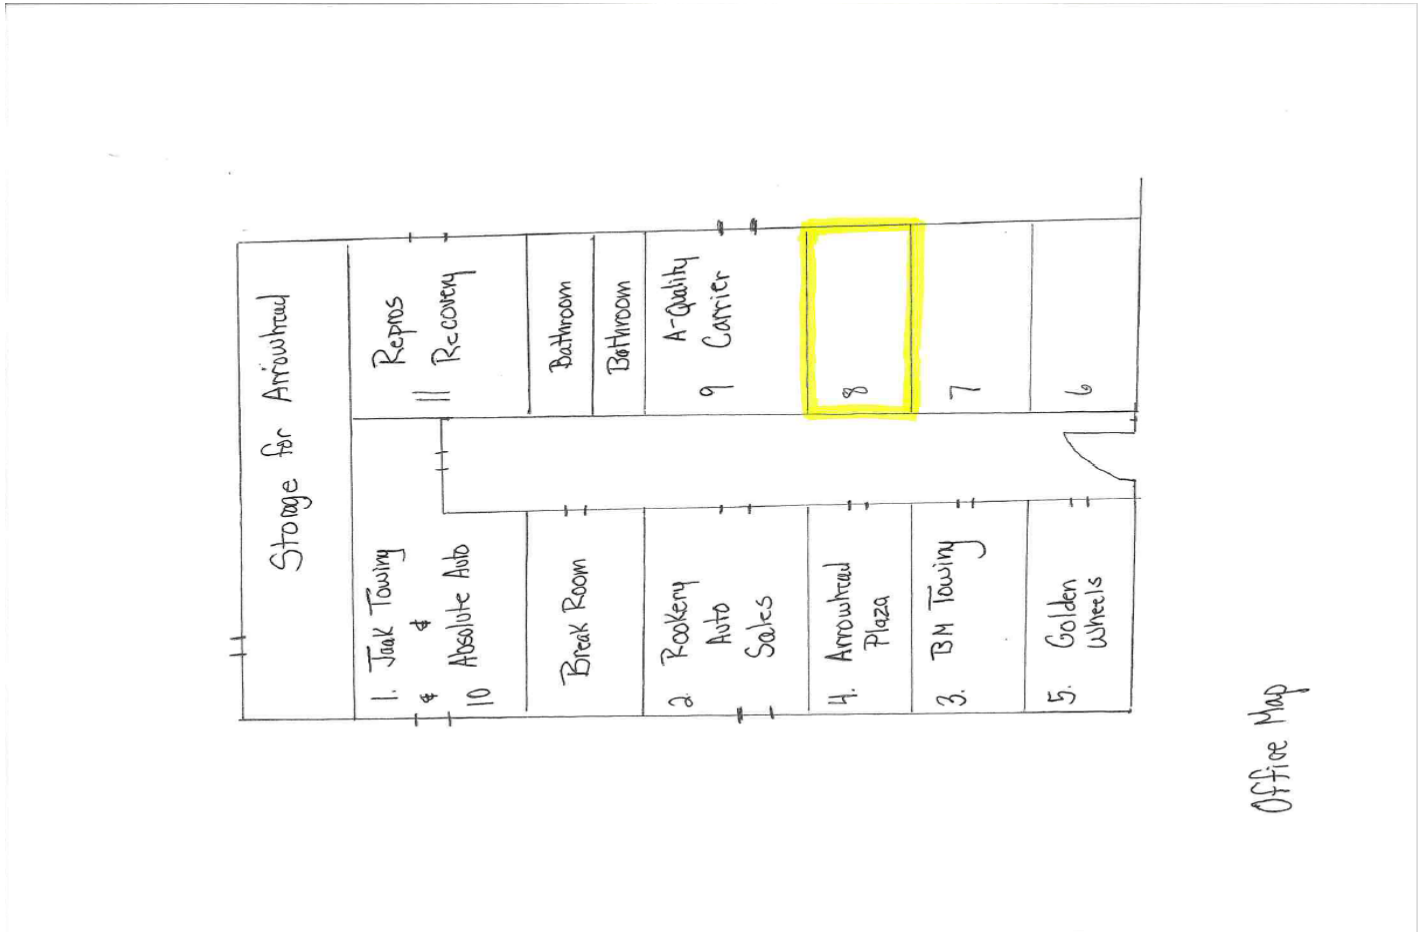 Storage for Arrowhead
1. Jaak Towing
& &
10 Absolute Auto
Repros
11 Recovery
Break Room
Bathroom
Bathroom
2. Rookery
Auto
Sales
A-Quality
9 Carrier
4. Arrowhead
Plaza
8
3. BM Towing
7
5. Golden
Wheels
6
Office Map